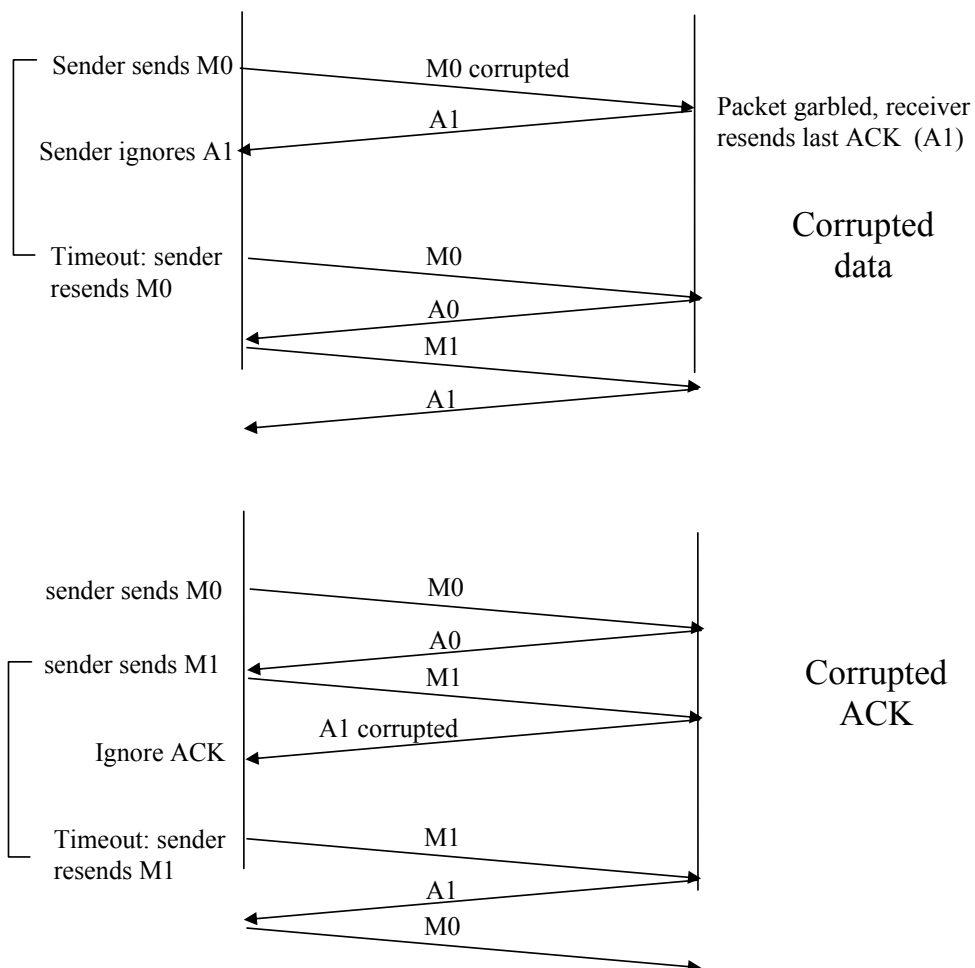 Sender sends M0
M0 corrupted
Packet garbled, receiver
resends last ACK  (A1)
A1
Sender ignores A1
Corrupted
data
Timeout: sender
resends M0
M0
A0
M1
A1
sender sends M0
M0
A0
sender sends M1
M1
Corrupted
ACK
A1 corrupted
Ignore ACK
Timeout: sender
resends M1
M1
A1
M0